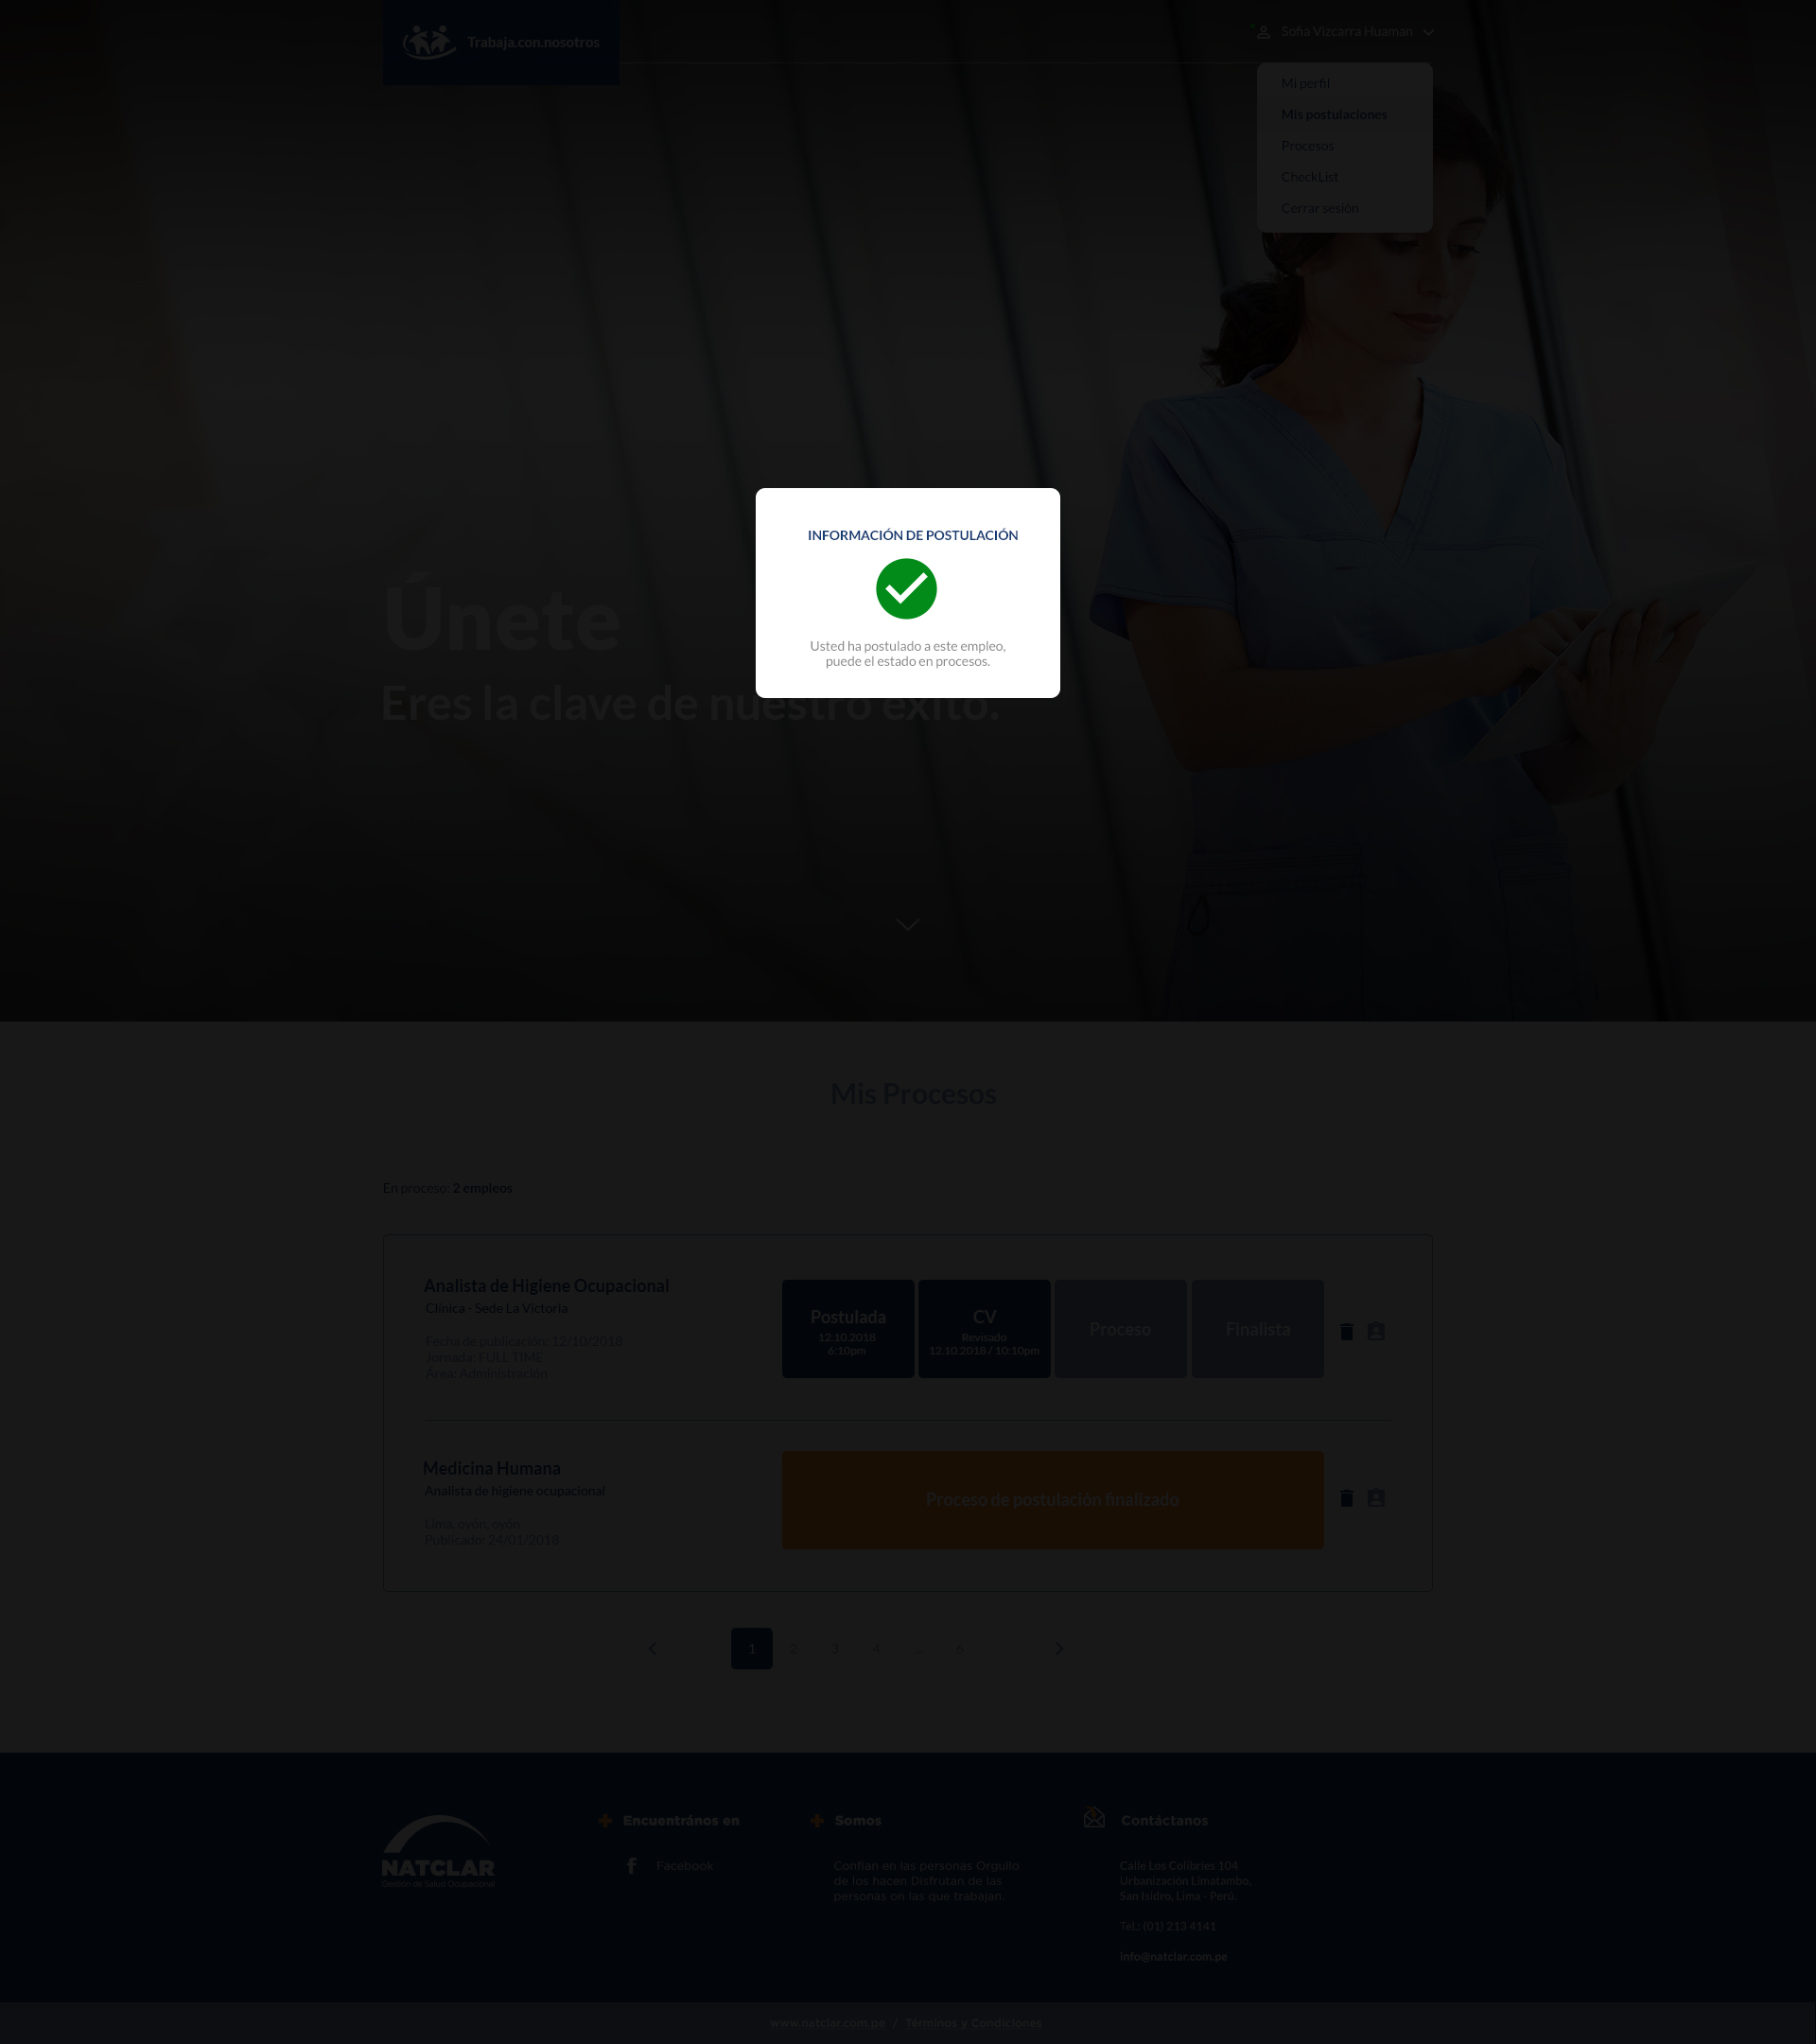 Trabaja.con.nosotros
Sofia Vizcarra Huaman
Mi perfil
Mis postulaciones
Procesos
CheckList
Cerrar sesión
INFORMACIÓN DE POSTULACIÓN
Usted ha postulado a este empleo,
puede el estado en procesos.
Únete
Eres la clave de nuestro éxito.
Mis Procesos
En proceso: 2 empleos
Analista de Higiene Ocupacional
Clínica - Sede La Victoria
Fecha de publicación: 12/10/2018
Jornada: FULL TIME
Área: Administración
Postulada
12.10.2018
6:10pm
CV
Revisado
12.10.2018 / 10:10pm
Proceso
Finalista
Medicina Humana
Analista de higiene ocupacional
Lima, oyón, oyón
Publicado: 24/01/2018
Proceso de postulación finalizado
1 2 3 4 ... 6
NATCLAR
Gestión de Salud Ocupacional
Encuentrános en
Facebook
Somos
Confían en las personas Orgullo
de los hacen Disfrutan de las
personas on las que trabajan.
Contáctanos
Calle Los Colibríes 104
Urbanización Limatambo,
San Isidro, Lima - Perú.
Tel.: (01) 213 4141
info@natclar.com.pe
www.natclar.com.pe / Términos y Condiciones